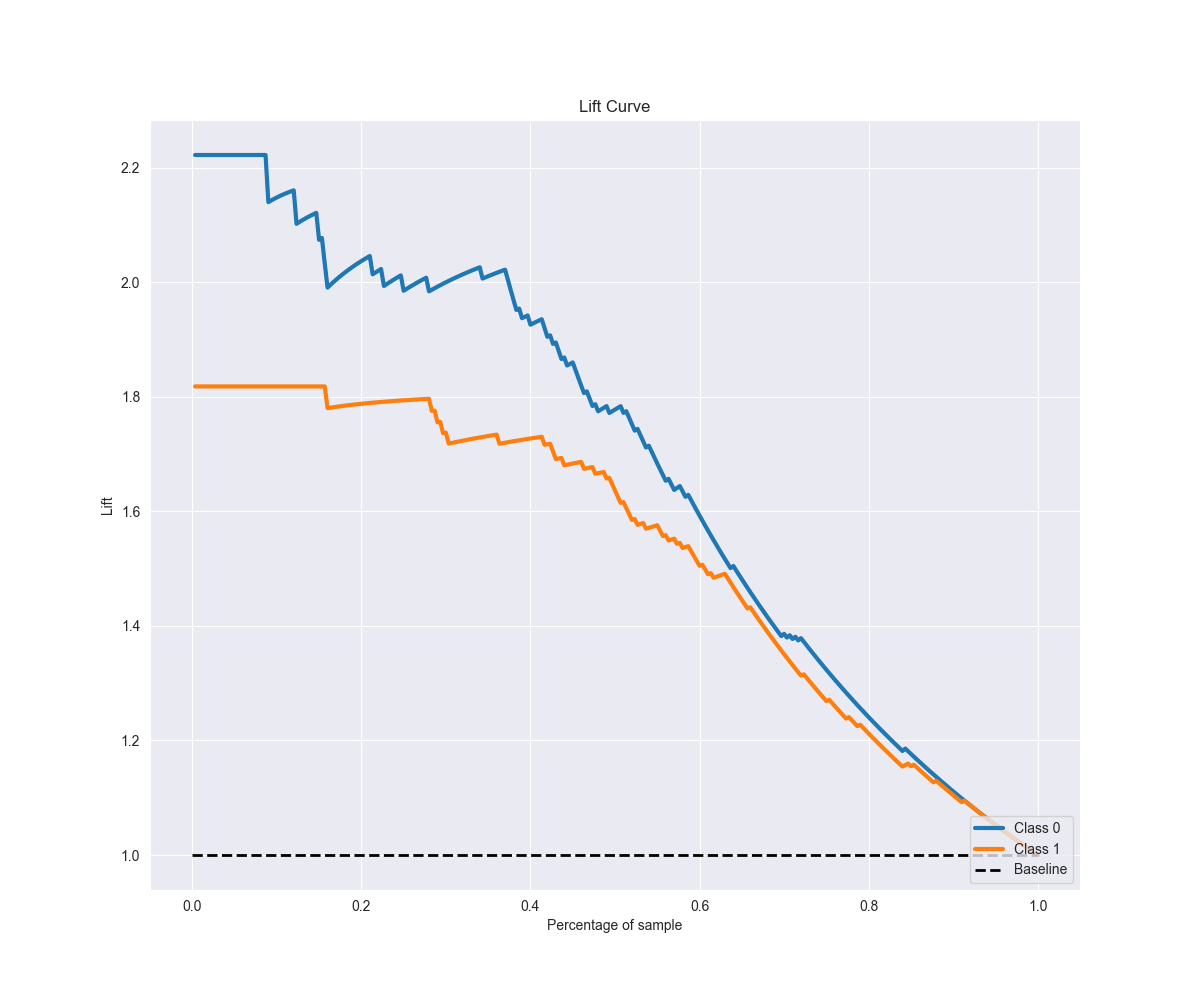 Lift Curve
2.2
2.0
1.8
1.6
1.4
1.2
1.0
Lift
0.0 0.2 0.4 0.6 0.8 1.0
Percentage of sample
Class 0
Class 1
Baseline